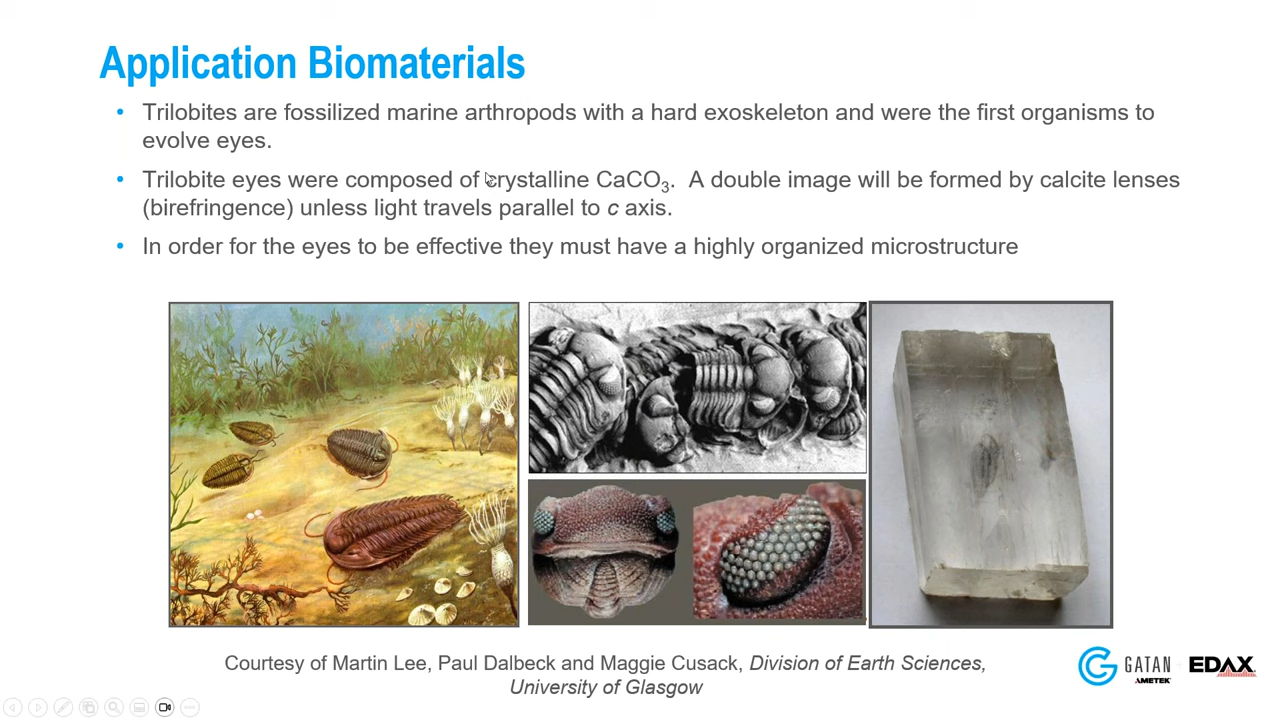 Application Biomaterials
• Trilobites are fossilized marine arthropods with a hard exoskeleton and were the first organisms to
evolve eyes.
• Trilobite eyes were composed of crystalline CaCO₃. A double image will be formed by calcite lenses
(birefringence) unless light travels parallel to c axis.
• In order for the eyes to be effective they must have a highly organized microstructure
Courtesy of Martin Lee, Paul Dalbeck and Maggie Cusack, Division of Earth Sciences,
University of Glasgow
GATAN
AMETEK
EDAX